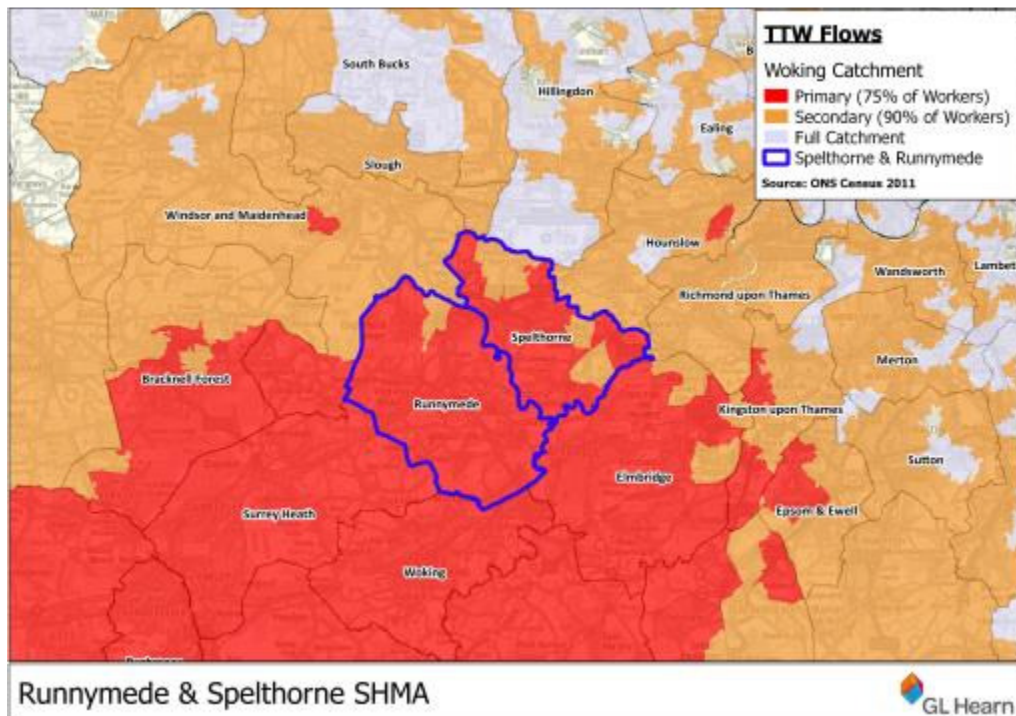 TTW Flows
Woking Catchment
Primary (75% of Workers)
Secondary (90% of Workers)
Full Catchment
Spelthorne & Runnymede
Source: ONS Census 2011
South Bucks
Hillingdon
Ealing
Slough
Windsor and Maidenhead
Hounslow
Wandsworth
Lambet
Richmond upon Thames
Spelthorne
Merton
Bracknell Forest
Runnymede
Kingston upon Thames
Sutton
Elmbridge
Surrey Heath
Epsom & Ewell
Woking
Runnymede & Spelthorne SHMA
GL Hearn